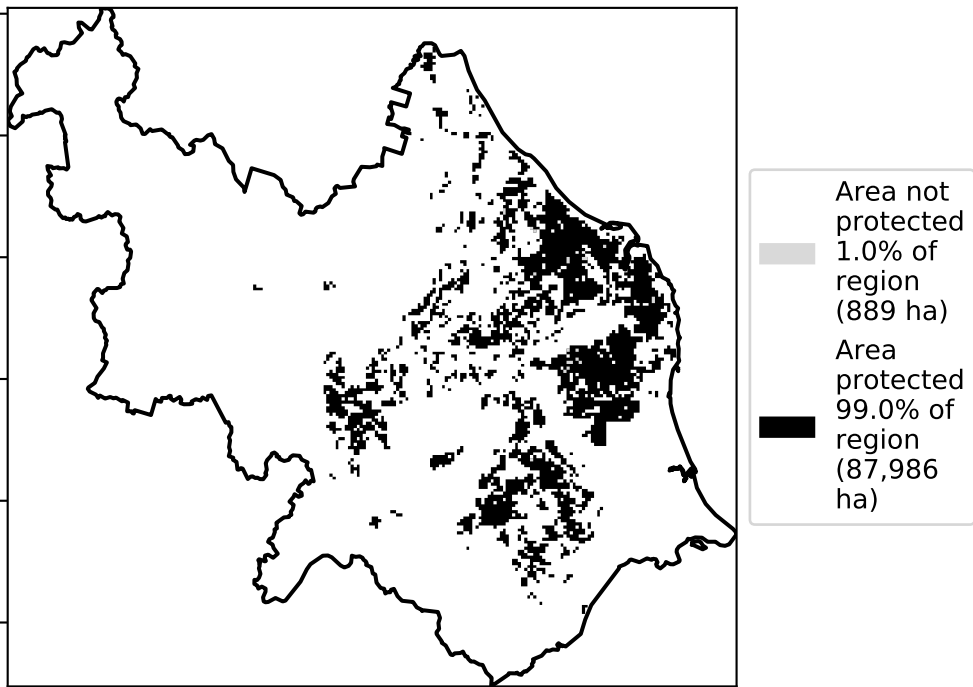 Area not
protected
1.0% of
region
(889 ha)
Area
protected
99.0% of
region
(87,986
ha)